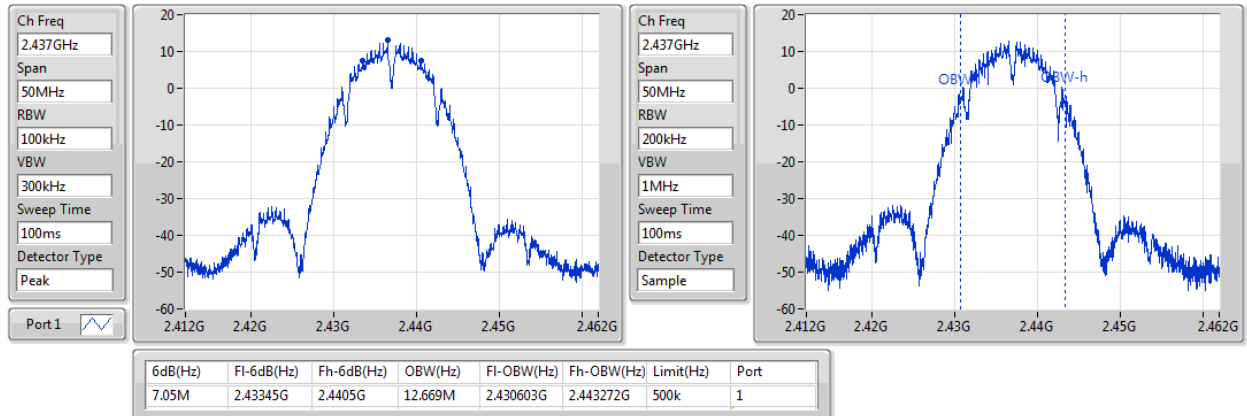 Ch Freq
2.437GHz
Span
50MHz
RBW
100kHz
VBW
300kHz
Sweep Time
100ms
Detector Type
Peak
Port 1
20
10
0
-10
-20
-30
-40
-50
-60
2.412G 2.42G 2.43G 2.44G 2.45G 2.462G
Ch Freq
2.437GHz
Span
50MHz
RBW
200kHz
VBW
1MHz
Sweep Time
100ms
Detector Type
Sample
20
10
0
-10
-20
-30
-40
-50
-60
OBW-h
2.412G 2.42G 2.43G 2.44G 2.45G 2.462G
6dB(Hz) Fl-6dB(Hz) Fh-6dB(Hz) OBW(Hz) Fl-OBW(Hz) Fh-OBW(Hz) Limit(Hz) Port
7.05M 2.43345G 2.4405G 12.669M 2.430603G 2.443272G 500k 1